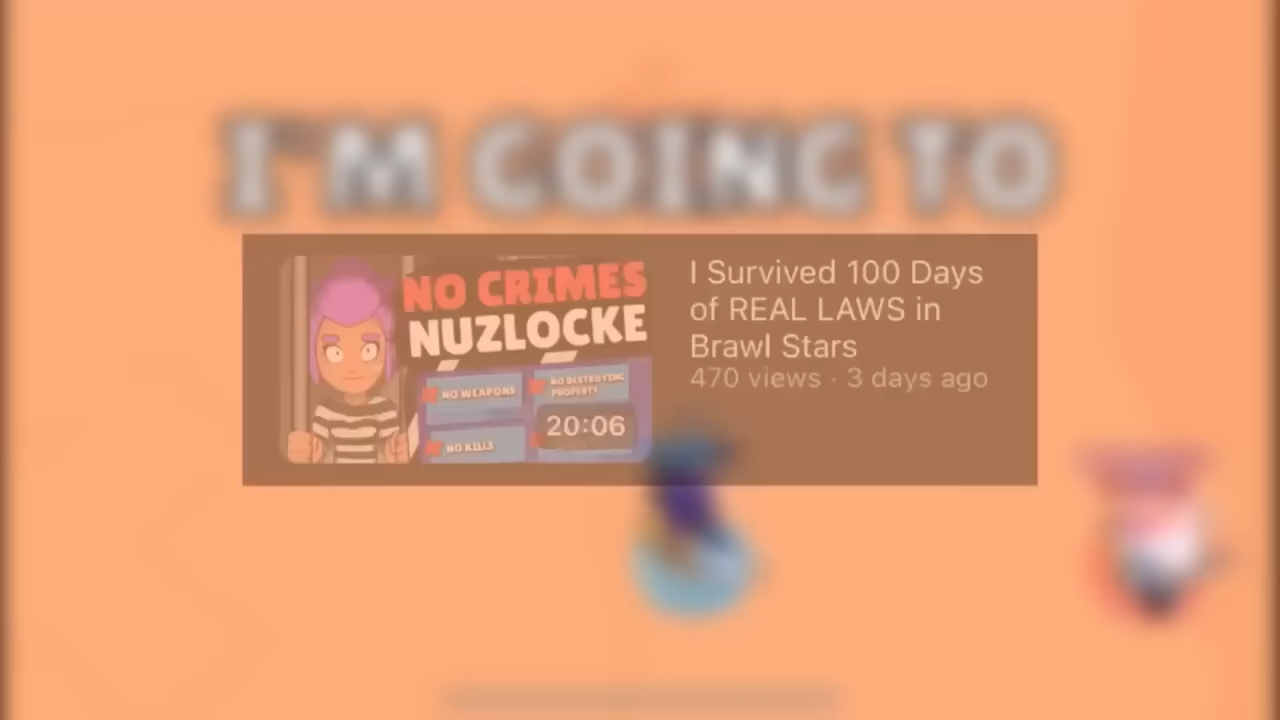 I'M GOING TO
NO CRIMES
NUZLOCKE
NO WEAPONS
NO DESTROYING
PROPERTY
NO KILLS
20:06
I Survived 100 Days
of REAL LAWS in
Brawl Stars
470 views · 3 days ago